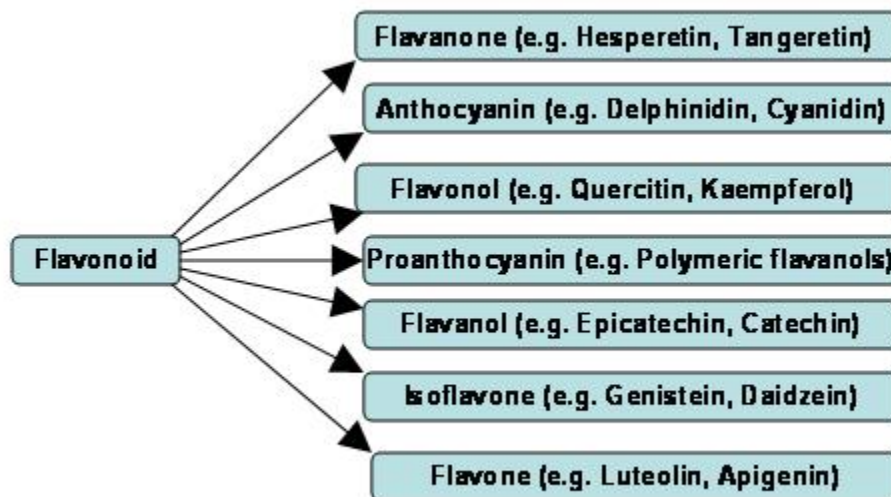 Flavanone (e.g. Hesperetin, Tangeretin)
Anthocyanin (e.g. Delphinidin, Cyanidin)
Flavonol (e.g. Quercitin, Kaempferol)
Flavonoid
Proanthocyanin (e.g. Polymeric flavanols)
Flavanol (e.g. Epicatechin, Catechin)
Isoflavone (e.g. Genistein, Daidzein)
Flavone (e.g. Luteolin, Apigenin)